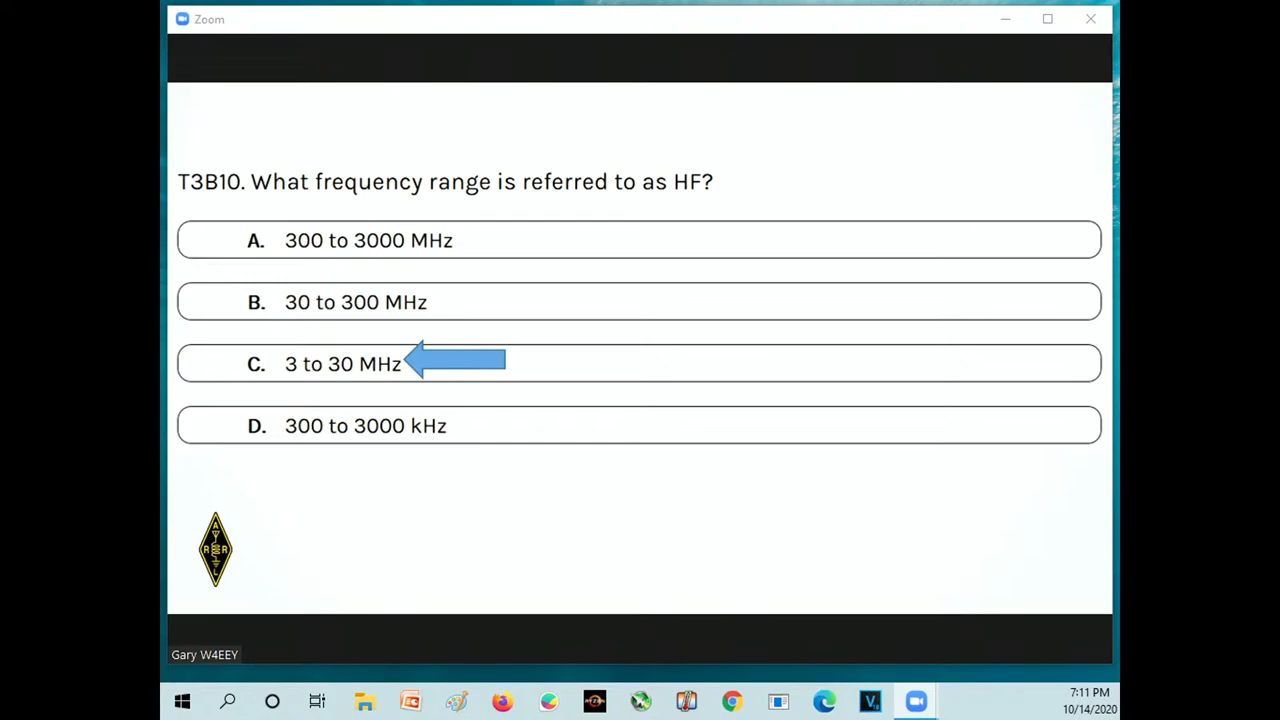 Zoom
T3B10. What frequency range is referred to as HF?
A. 300 to 3000 MHz
B. 30 to 300 MHz
C. 3 to 30 MHz
D. 300 to 3000 kHz
A
R R
L
Gary W4EEY
RYZEN
V
7:11 PM
10/14/2020